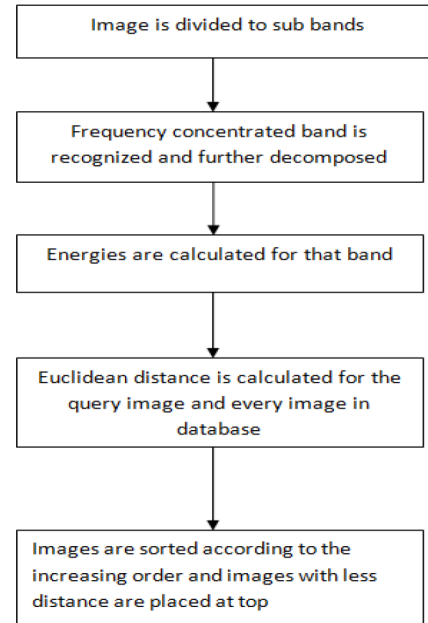 Image is divided to sub bands
Frequency concentrated band is
recognized and further decomposed
Energies are calculated for that band
Euclidean distance is calculated for the
query image and every image in
database
Images are sorted according to the
increasing order and images with less
distance are placed at top